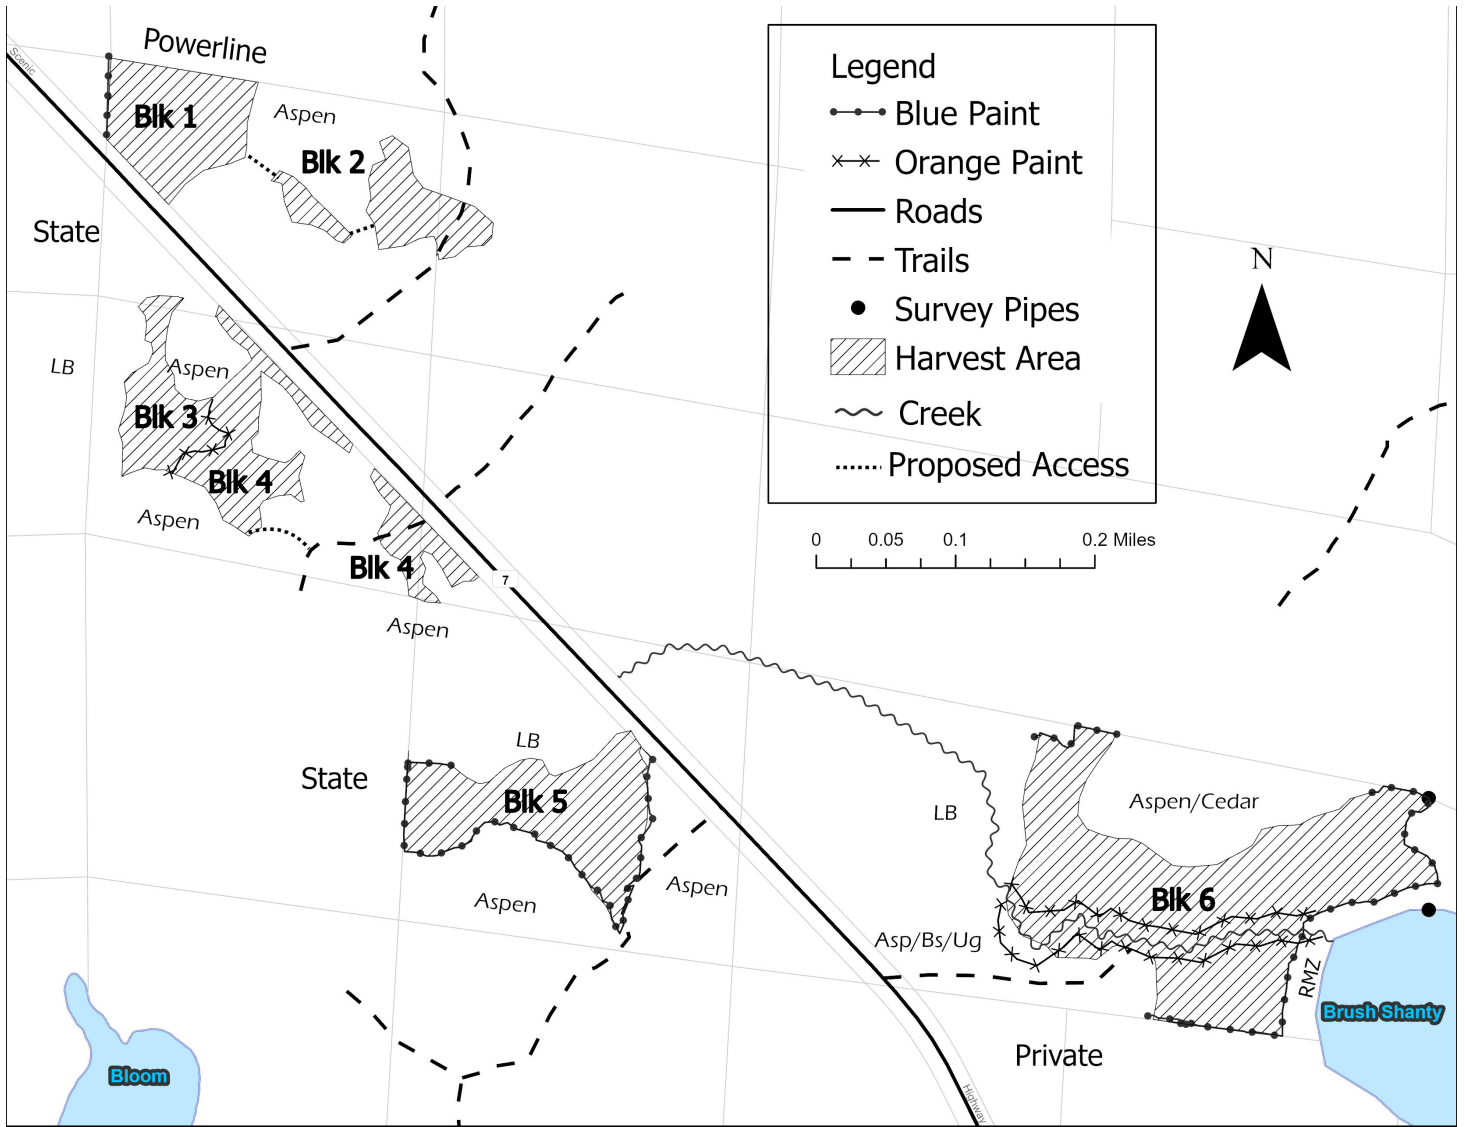 Scenic
Powerline
Blk 1
Aspen
Blk 2
State
LB
Aspen
Blk 3
Blk 4
Aspen
Blk 4
7
Aspen
Legend
Blue Paint
Orange Paint
Roads
Trails
Survey Pipes
Harvest Area
Creek
Proposed Access
N
0 0.05 0.1 0.2 Miles
LB
State
Blk 5
Aspen
Aspen
LB
Aspen/Cedar
Blk 6
Asp/Bs/Ug
RMZ
Brush Shanty
Private
Bloom
Highway